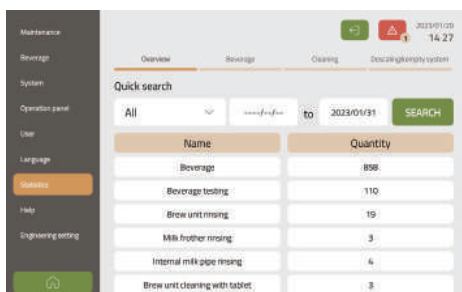 Maintenance
Beverage
System
Operation panel
User
Language
Statistics
Help
Engineering setting
1
2023/01/20
14 27
Overview Beverage Cleaning Descaling&empty system
Quick search
All ----/--/-- to 2023/01/31 SEARCH
Name Quantity
Beverage 858
Beverage testing 110
Brew unit rinsing 19
Milk frother rinsing 3
Internal milk pipe rinsing 4
Brew unit cleaning with tablet 3